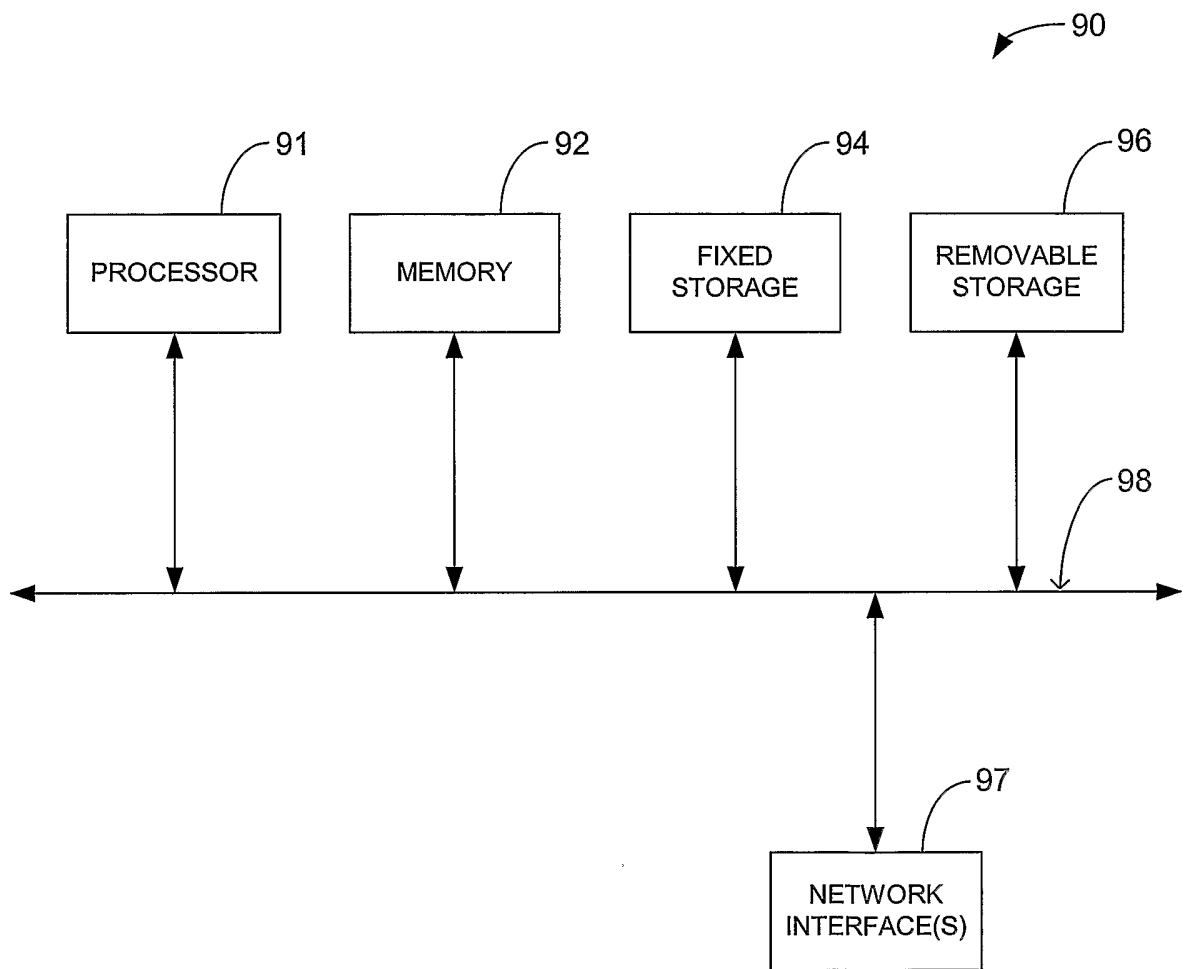 90
91
92
94
96
PROCESSOR
MEMORY
FIXED
STORAGE
REMOVABLE
STORAGE
98
97
NETWORK
INTERFACE(S)